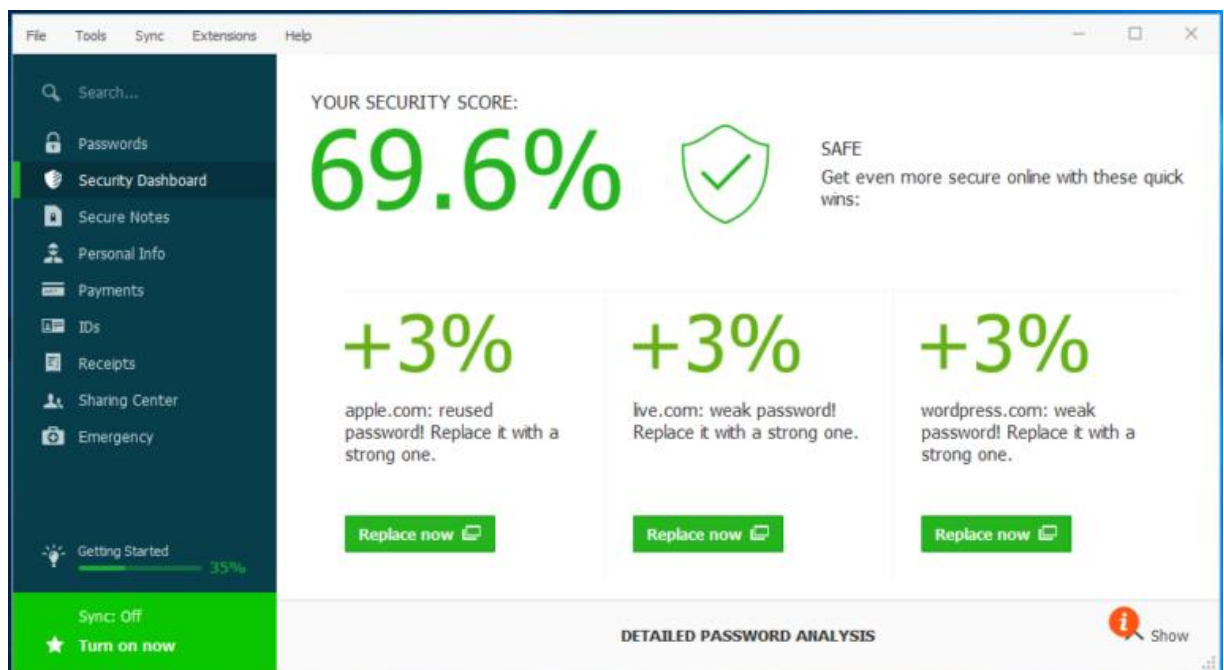 File Tools Sync Extensions Help
Search...
Passwords
Security Dashboard
Secure Notes
Personal Info
Payments
IDs
Receipts
Sharing Center
Emergency
Getting Started
35%
Sync: Off
Turn on now
YOUR SECURITY SCORE:
69.6%
SAFE
Get even more secure online with these quick
wins:
+3%
apple.com: reused
password! Replace it with a
strong one.
Replace now
+3%
live.com: weak password!
Replace it with a strong one.
Replace now
+3%
wordpress.com: weak
password! Replace it with a
strong one.
Replace now
DETAILED PASSWORD ANALYSIS
i
Show